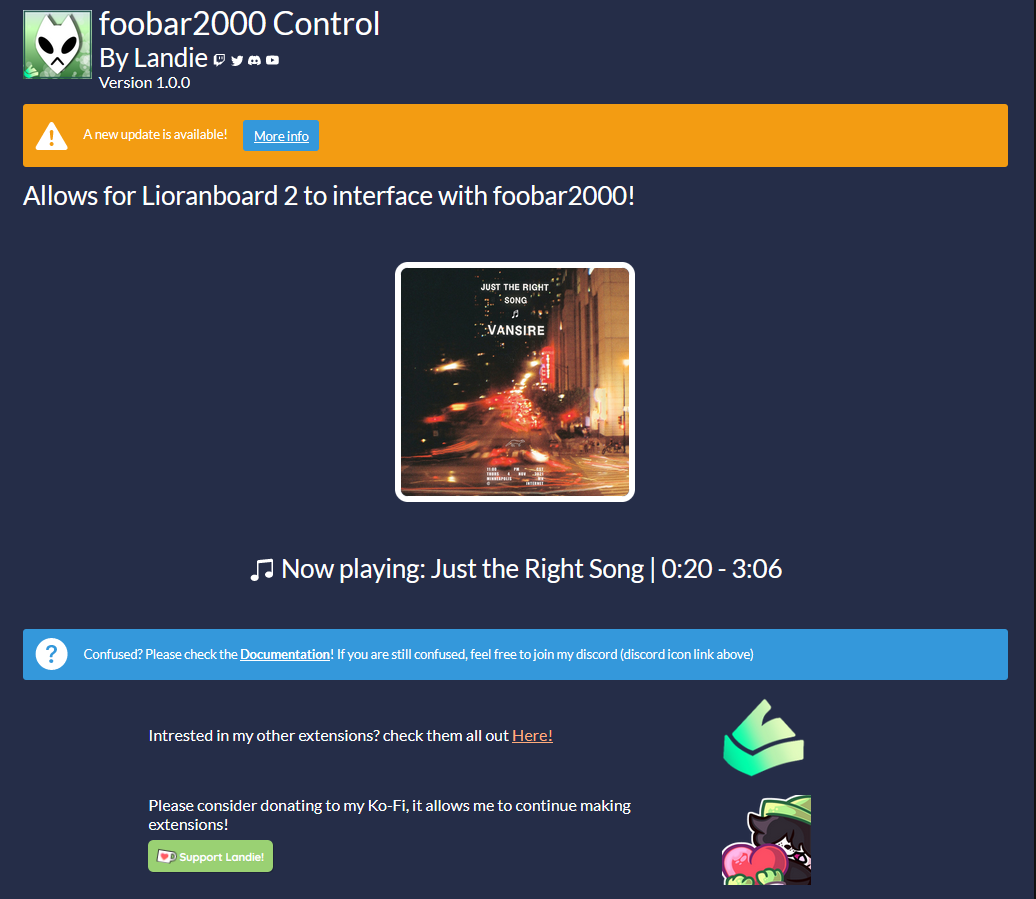 foobar2000 Control
By Landie
Version 1.0.0
A new update is available! More info
Allows for Lioranboard 2 to interface with foobar2000!
JUST THE RIGHT
SONG
VANSIRE
Now playing: Just the Right Song | 0:20 - 3:06
Confused? Please check the Documentation! If you are still confused, feel free to join my discord (discord icon link above)
Intrested in my other extensions? check them all out Here!
Please consider donating to my Ko-Fi, it allows me to continue making
extensions!
Support Landie!